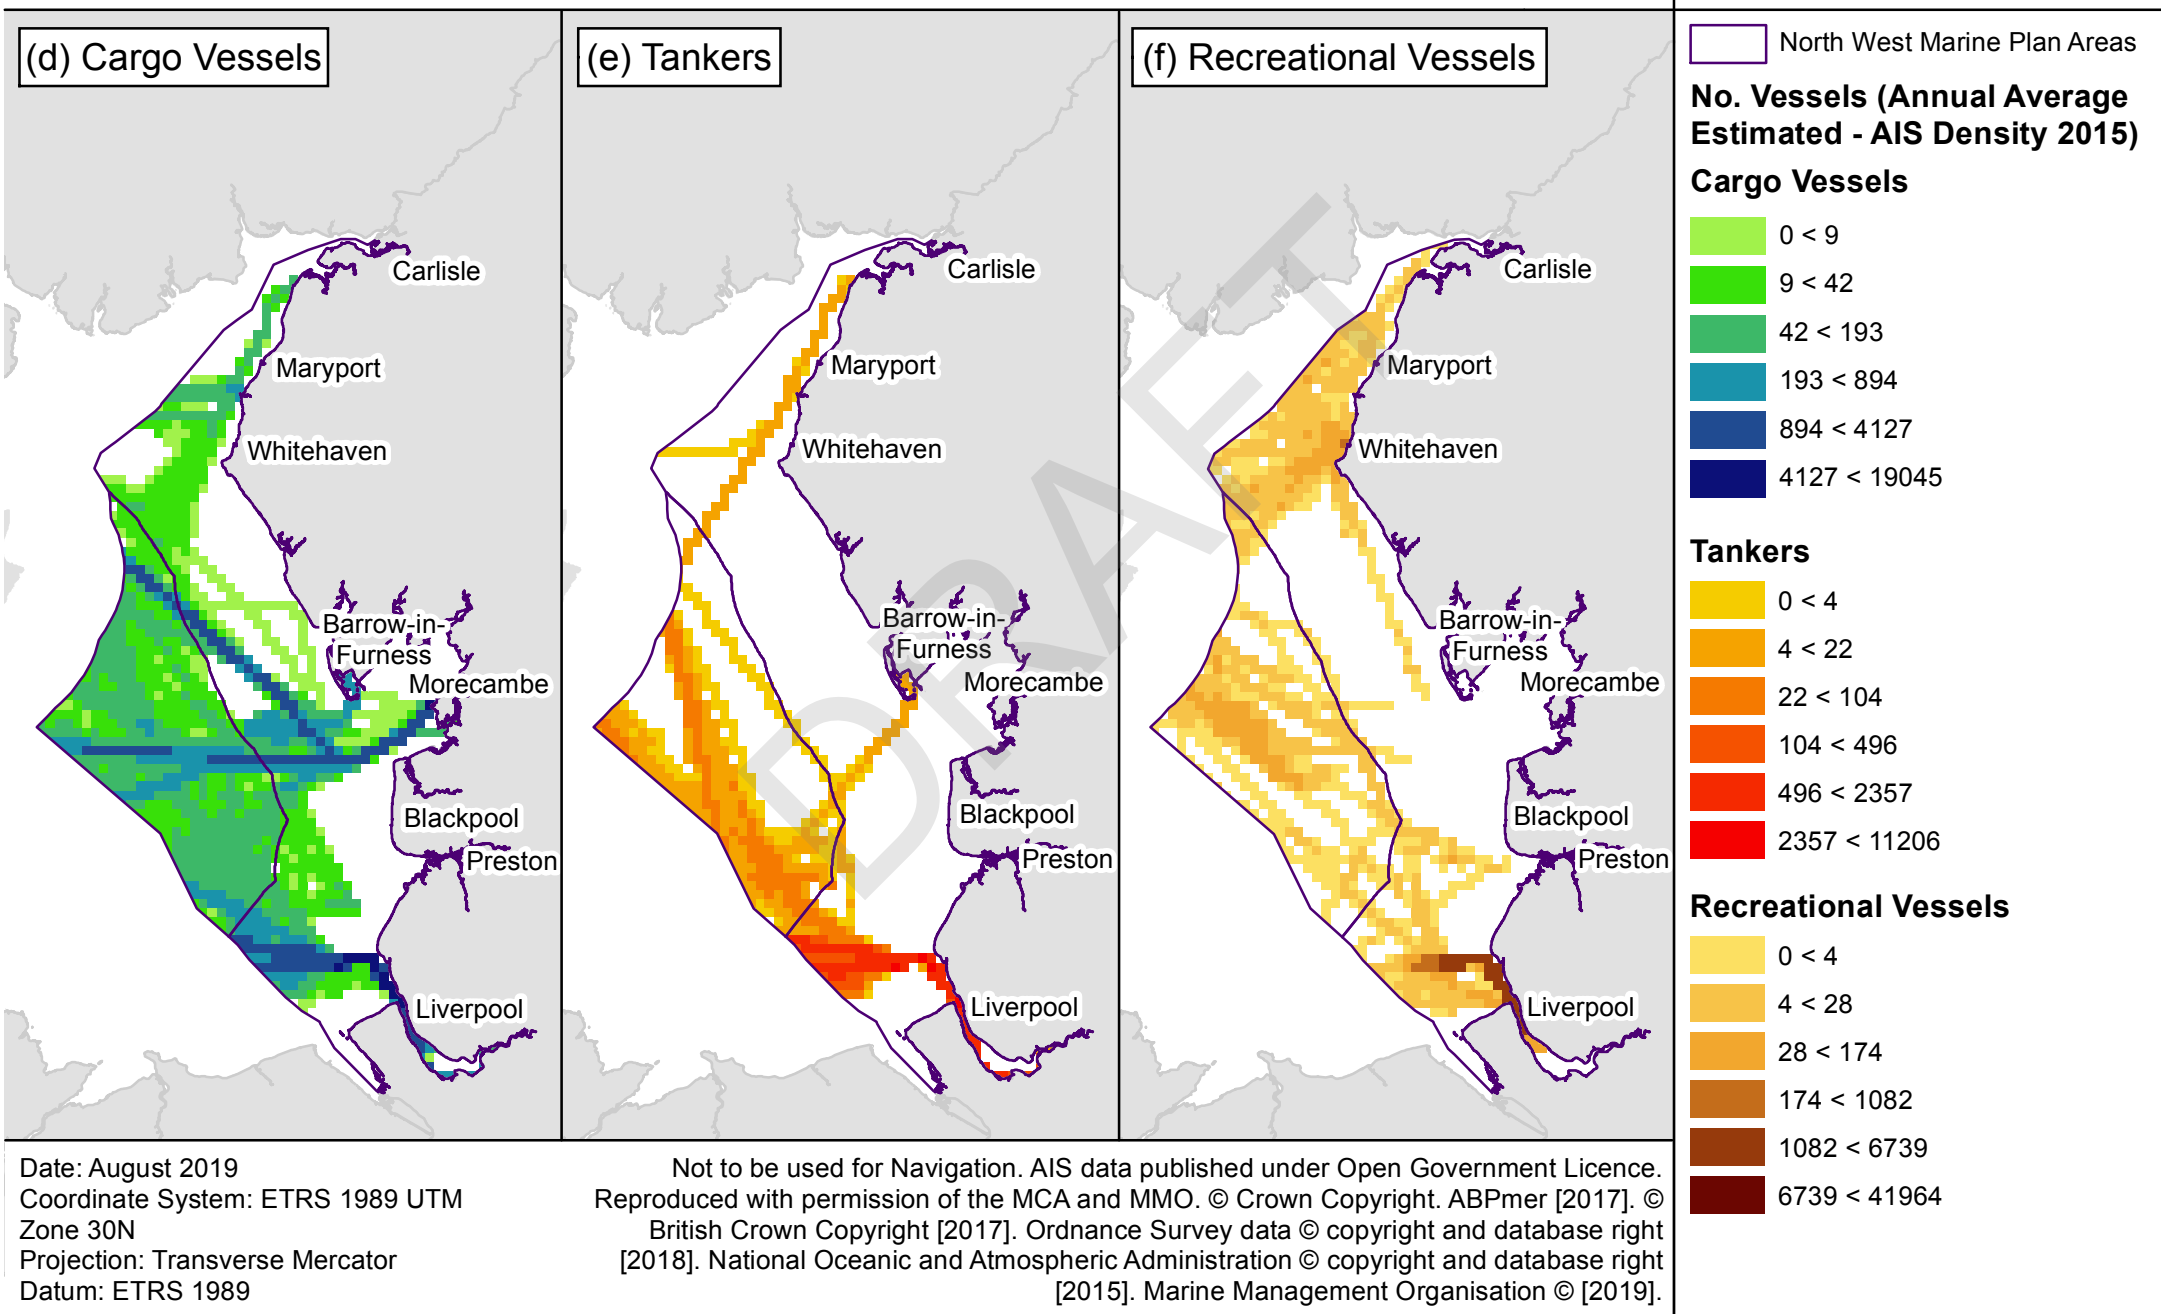 (d) Cargo Vessels
Carlisle
Maryport
Whitehaven
Barrow-in-
Furness
Morecambe
Blackpool
Preston
Liverpool
(e) Tankers
Carlisle
Maryport
Whitehaven
Barrow-in-
Furness
Morecambe
Blackpool
Preston
Liverpool
(f) Recreational Vessels
Carlisle
Maryport
Whitehaven
Barrow-in-
Furness
Morecambe
Blackpool
Preston
Liverpool
DRAFT
North West Marine Plan Areas
No. Vessels (Annual Average
Estimated - AIS Density 2015)
Cargo Vessels
0 < 9
9 < 42
42 < 193
193 < 894
894 < 4127
4127 < 19045
Tankers
0 < 4
4 < 22
22 < 104
104 < 496
496 < 2357
2357 < 11206
Recreational Vessels
0 < 4
4 < 28
28 < 174
174 < 1082
1082 < 6739
6739 < 41964
Date: August 2019
Coordinate System: ETRS 1989 UTM
Zone 30N
Projection: Transverse Mercator
Datum: ETRS 1989
Not to be used for Navigation. AIS data published under Open Government Licence.
Reproduced with permission of the MCA and MMO. © Crown Copyright. ABPmer [2017]. ©
British Crown Copyright [2017]. Ordnance Survey data © copyright and database right
[2018]. National Oceanic and Atmospheric Administration © copyright and database right
[2015]. Marine Management Organisation © [2019].